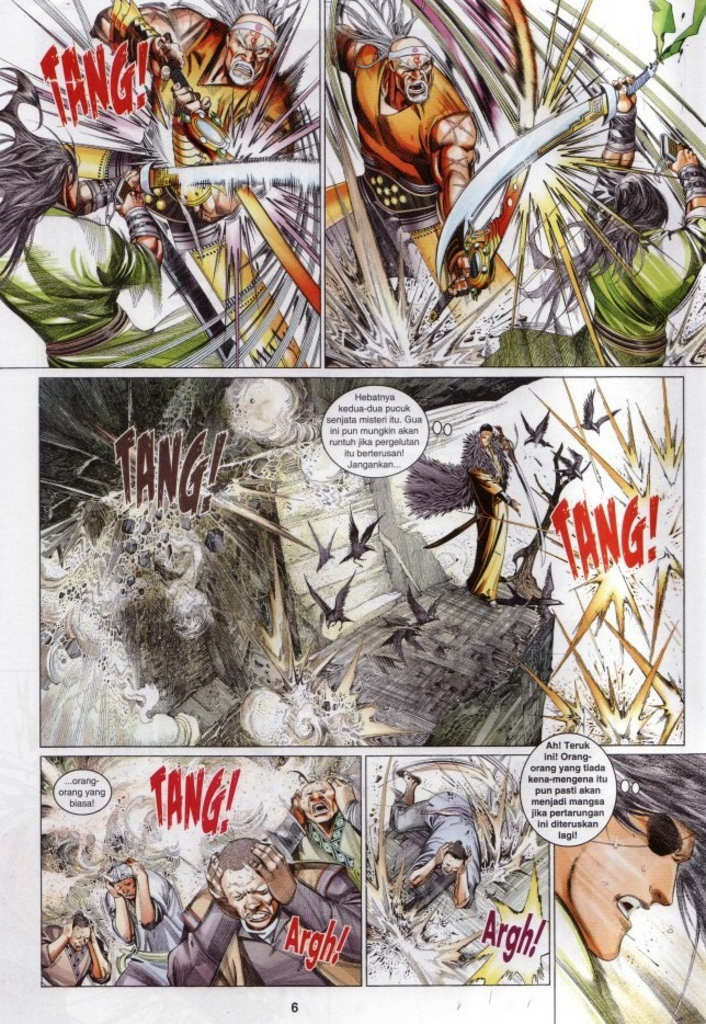 TANG!
Hebatnya
kedua-dua pucuk
senjata misteri itu. Gua
ini pun mungkin akan
runtuh jika pergelutan
itu berterusan!
Jangankan...
TANG!
TANG!
...orang-
orang yang
biasa!
TANG!
Argh!
Argh!
Ah! Teruk
ini! Orang-
orang yang tiada
kena-mengena itu
pun pasti akan
menjadi mangsa
jika pertarungan
ini diteruskan
lagi!
6